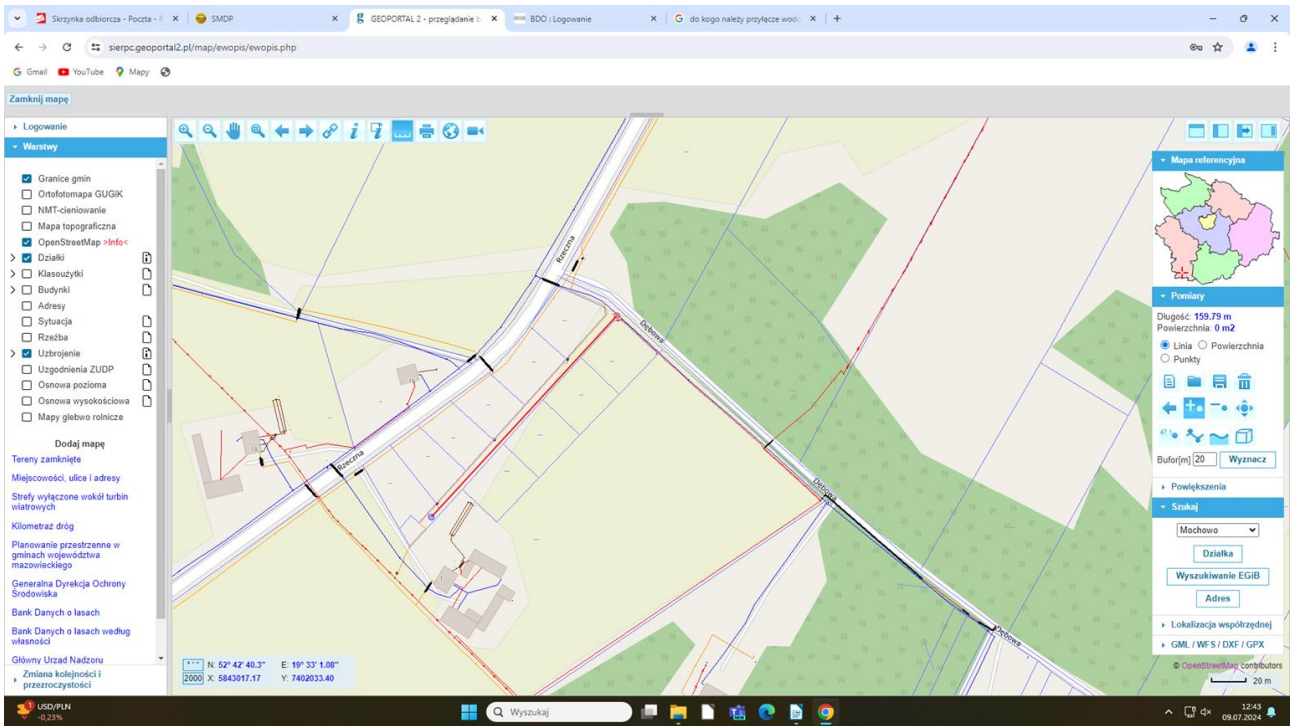 Skrzynka odbiorcza - Poczta - P
SMDP
GEOPORTAL 2 - przeglądanie b
BDO : Logowanie
do kogo należy przyłącze wodo
sierpc.geoportal2.pl/map/ewopis/ewopis.php
Gmail
YouTube
Mapy
Zamknij mapę
Logowanie
Warstwy
Granice gmin
Ortofotomapa GUGiK
NMT-cieniowanie
Mapa topograficzna
OpenStreetMap >Info<
Działki
Klasoużytki
Budynki
Adresy
Sytuacja
Rzeźba
Uzbrojenie
Uzgodnienia ZUDP
Osnowa pozioma
Osnowa wysokościowa
Mapy glebwo rolnicze
Dodaj mapę
Tereny zamknięte
Miejscowości, ulice i adresy
Strefy wyłączone wokół turbin
wiatrowych
Kilometraż dróg
Planowanie przestrzenne w
gminach województwa
mazowieckiego
Generalna Dyrekcja Ochrony
Środowiska
Bank Danych o lasach
Bank Danych o lasach według
własności
Główny Urząd Nadzoru
Zmiana kolejności i
przezroczystości
Rzeczna
Dębowa
Rzeczna
Dębowa
Dębowa
18
N: 52° 42' 40.3" E: 19° 33' 1.08"
2000 X: 5843017.17 Y: 7402033.40
Mapa referencyjna
Pomiary
Długość: 159.79 m
Powierzchnia: 0 m2
Linia Powierzchnia
Punkty
47.1
Bufor[m] 20 Wyznacz
Powiększenia
Szukaj
Mochowo
Działka
Wyszukiwanie EGiB
Adres
Lokalizacja współrzędnej
GML / WFS / DXF / GPX
© OpenStreetMap contributors
20 m
1
USD/PLN
-0,23%
Wyszukaj
12:43
09.07.2024